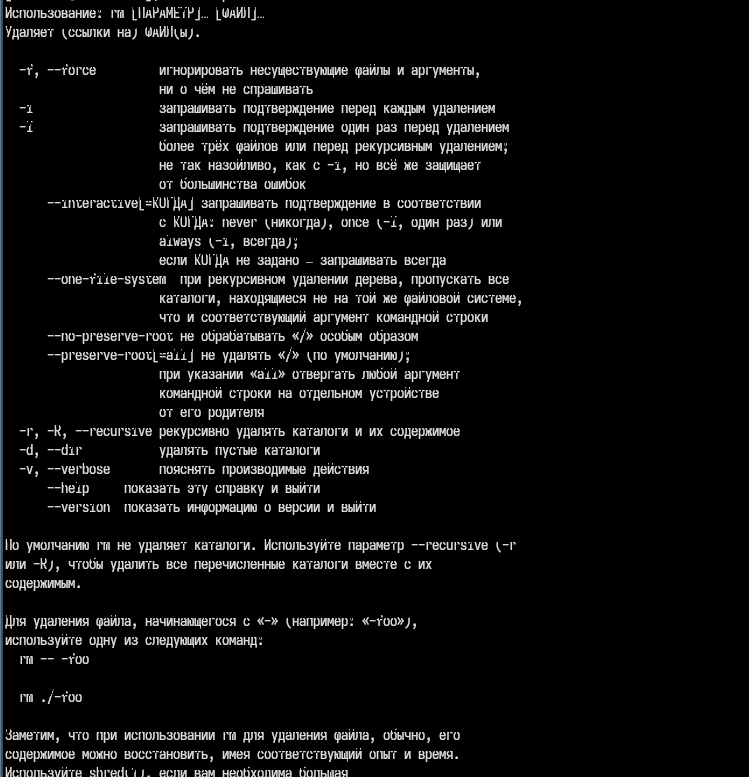 Использование: rm [ПАРАМЕТР]… [ФАЙЛ]…
Удаляет (ссылки на) ФАЙЛ(ы).
-f, --force игнорировать несуществующие файлы и аргументы,
ни о чём не спрашивать
-i запрашивать подтверждение перед каждым удалением
-I запрашивать подтверждение один раз перед удалением
более трёх файлов или перед рекурсивным удалением;
не так назойливо, как с -i, но всё же защищает
от большинства ошибок
--interactive[=КОГДА] запрашивать подтверждение в соответствии
с КОГДА: never (никогда), once (-I, один раз) или
always (-i, всегда);
если КОГДА не задано — запрашивать всегда
--one-file-system при рекурсивном удалении дерева, пропускать все
каталоги, находящиеся не на той же файловой системе,
что и соответствующий аргумент командной строки
--no-preserve-root не обрабатывать «/» особым образом
--preserve-root[=all] не удалять «/» (по умолчанию);
при указании «all» отвергать любой аргумент
командной строки на отдельном устройстве
от его родителя
-r, -R, --recursive рекурсивно удалять каталоги и их содержимое
-d, --dir удалять пустые каталоги
-v, --verbose пояснять производимые действия
--help показать эту справку и выйти
--version показать информацию о версии и выйти
По умолчанию rm не удаляет каталоги. Используйте параметр --recursive (-r
или -R), чтобы удалить все перечисленные каталоги вместе с их
содержимым.
Для удаления файла, начинающегося с «-» (например: «-foo»),
используйте одну из следующих команд:
rm -- -foo
rm ./-foo
Заметим, что при использовании rm для удаления файла, обычно, его
содержимое можно восстановить, имея соответствующий опыт и время.
Используйте shred(1), если вам необходима большая